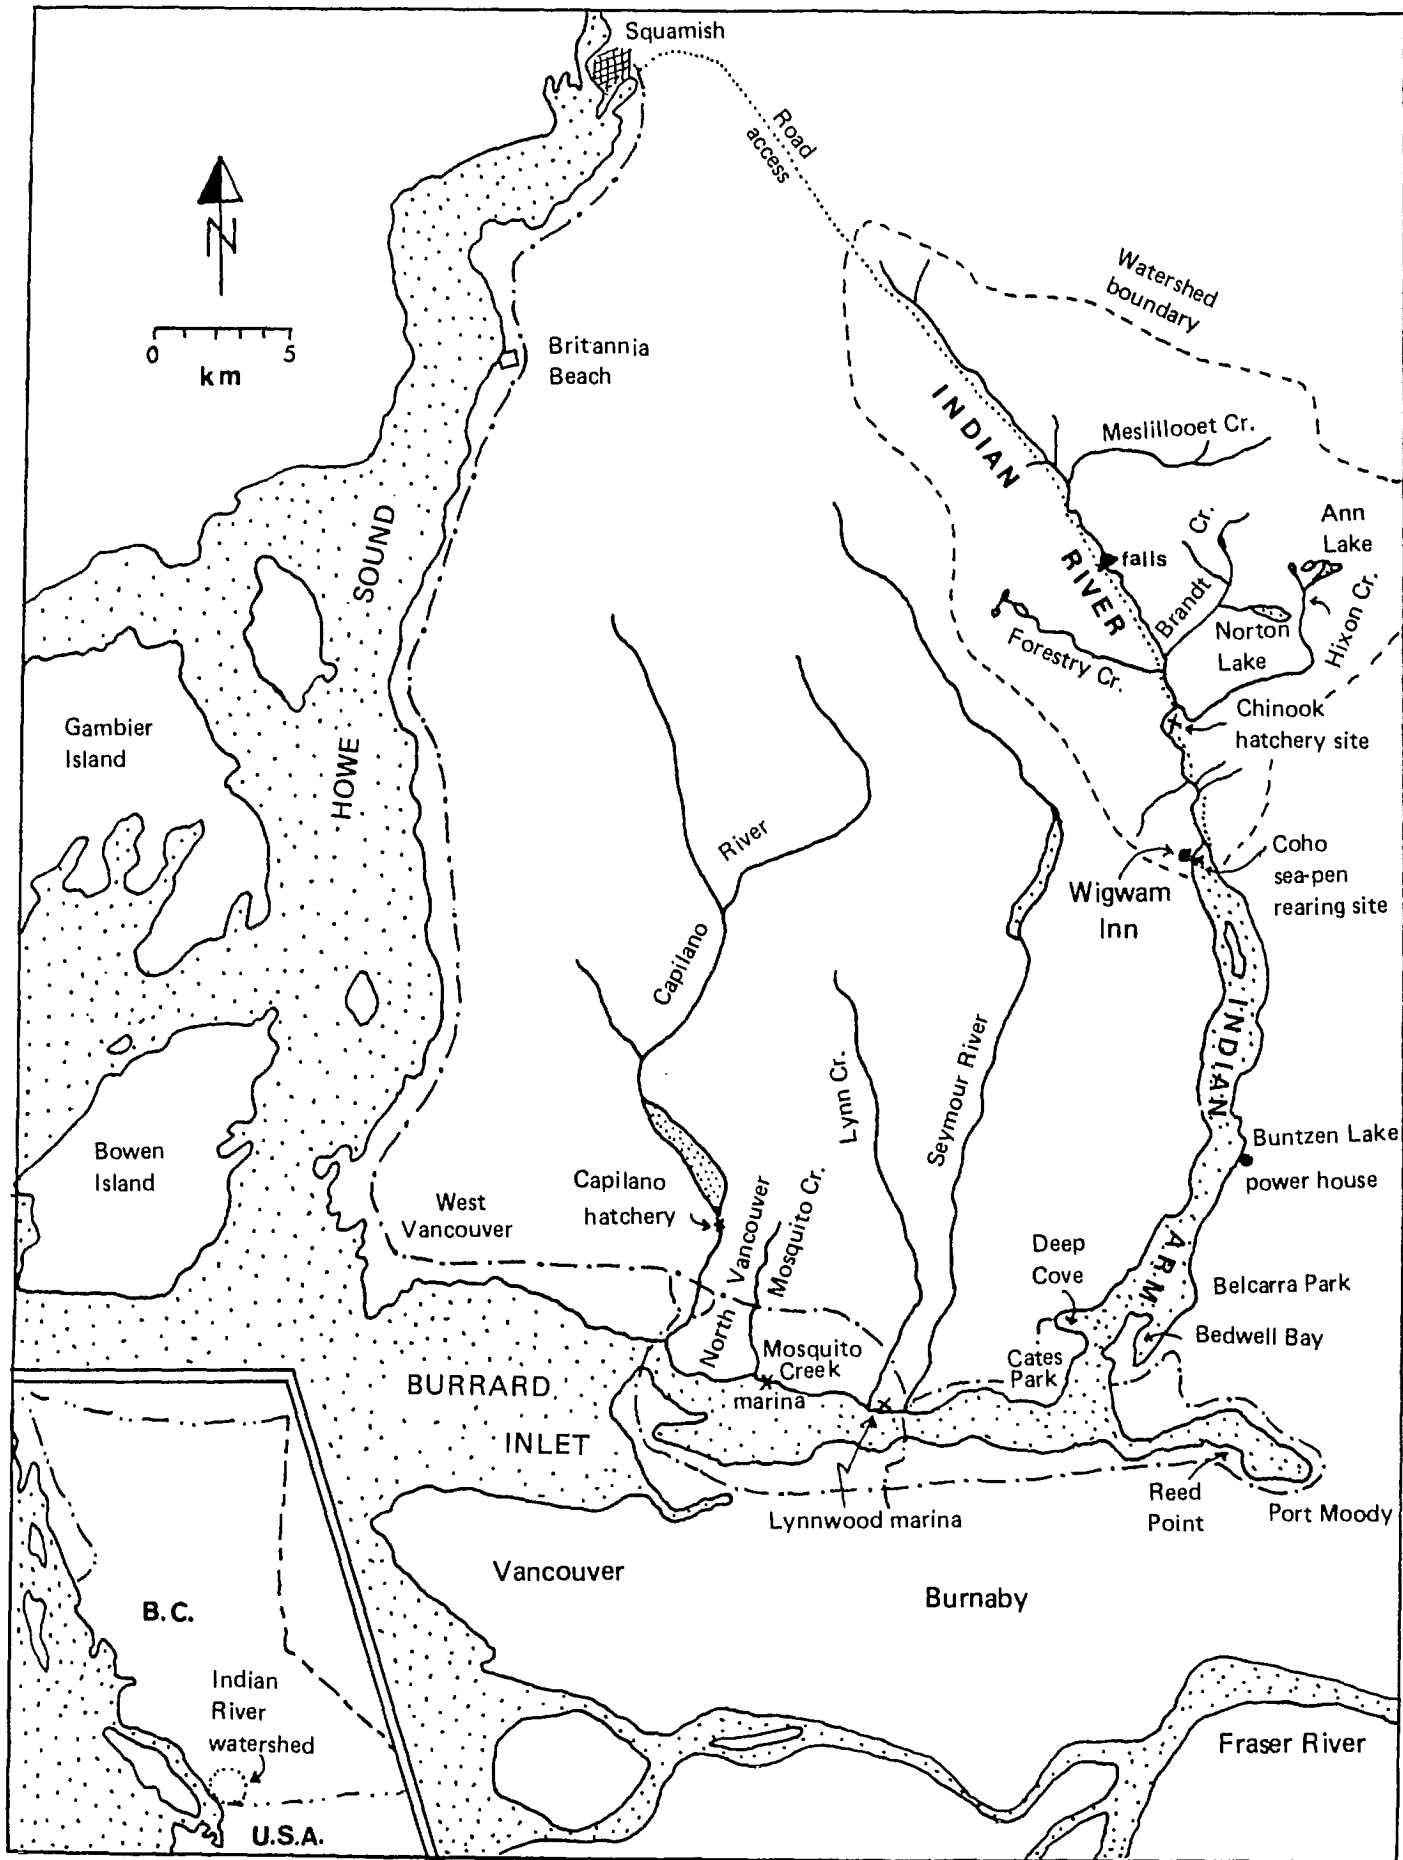 Squamish
Road
access
N
0 5
km
Watershed
boundary
Britannia
Beach
INDIAN
RIVER
Meslillooet Cr.
falls
Brandt Cr.
Ann
Lake
Hixon Cr.
Norton
Lake
Forestry Cr.
HOWE SOUND
Chinook
hatchery site
Gambier
Island
River
Capilano
Wigwam
Inn
Coho
sea-pen
rearing site
INDIAN
ARM
Lynn Cr.
Seymour River
Bowen
Island
Buntzen Lake
power house
Capilano
hatchery
West
Vancouver
North Vancouver
Mosquito Cr.
Deep
Cove
Belcarra Park
Bedwell Bay
Cates
Park
Mosquito
Creek
marina
BURRARD
INLET
Lynnwood marina
Reed
Point
Port Moody
Vancouver
Burnaby
B.C.
Indian
River
watershed
U.S.A.
Fraser River